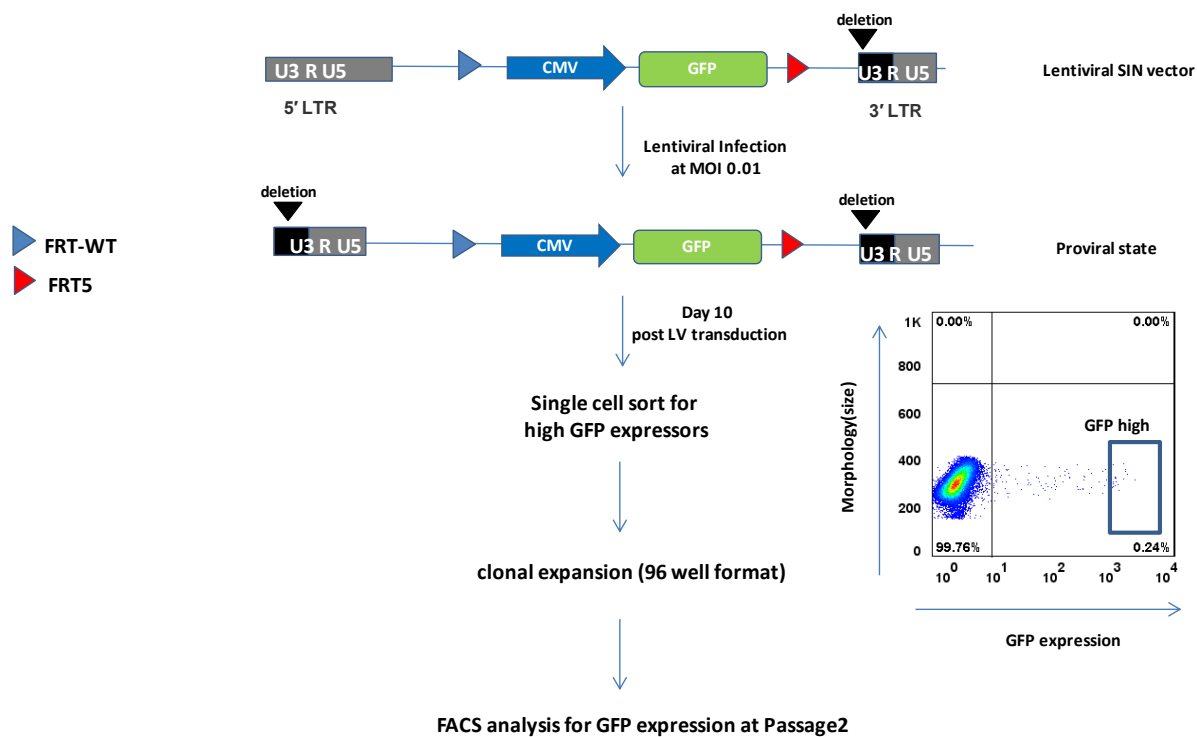 deletion
U3 R U5
CMV
GFP
U3 R U5
Lentiviral SIN vector
5' LTR
3' LTR
Lentiviral Infection
at MOI 0.01
deletion
deletion
FRT-WT
U3 R U5
CMV
GFP
U3 R U5
Proviral state
FRT5
Day 10
post LV transduction
Single cell sort for
high GFP expressors
clonal expansion (96 well format)
FACS analysis for GFP expression at Passage2
Morphology(size)
1K
800
600
400
200
0
0.00%
0.00%
GFP high
99.76%
0.24%
10^0
10^1
10^2
10^3
10^4
GFP expression